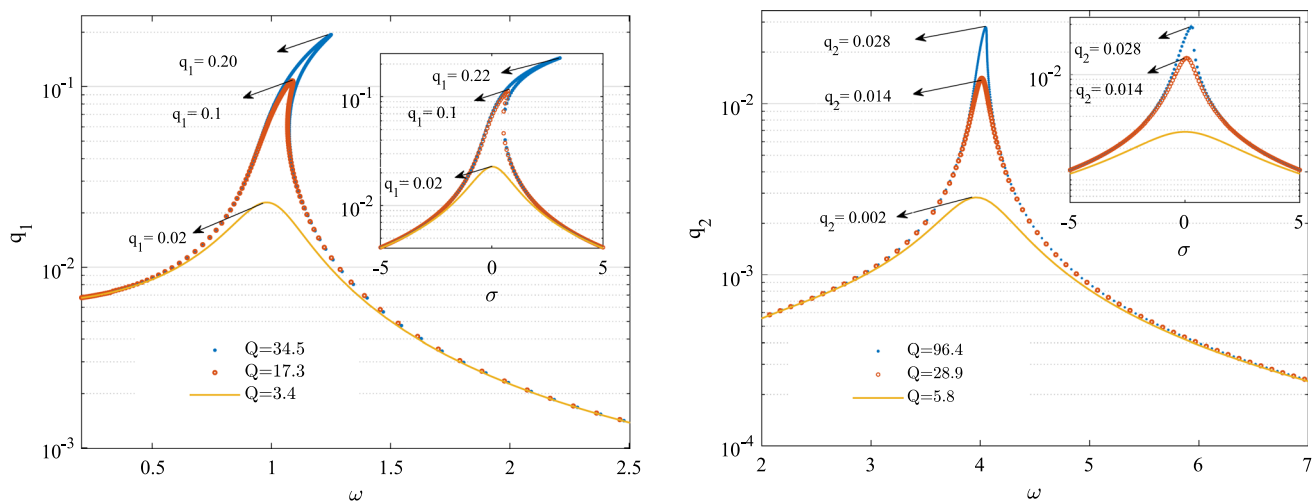 q₁
10⁻¹
10⁻²
10⁻³
0.5
1
1.5
2
2.5
ω
q₁= 0.20
q₁= 0.1
q₁= 0.02
Q=34.5
Q=17.3
Q=3.4
10⁻¹
10⁻²
-5
0
5
σ
q₁= 0.22
q₁= 0.1
q₁= 0.02
q₂
10⁻²
10⁻³
10⁻⁴
2
3
4
5
6
7
ω
q₂= 0.028
q₂= 0.014
q₂= 0.002
Q=96.4
Q=28.9
Q=5.8
10⁻²
-5
0
5
σ
q₂= 0.028
q₂= 0.014